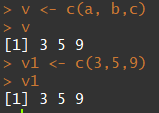 > v <- c(a, b,c)
> v
[1] 3 5 9
> v1 <- c(3,5,9)
> v1
[1] 3 5 9